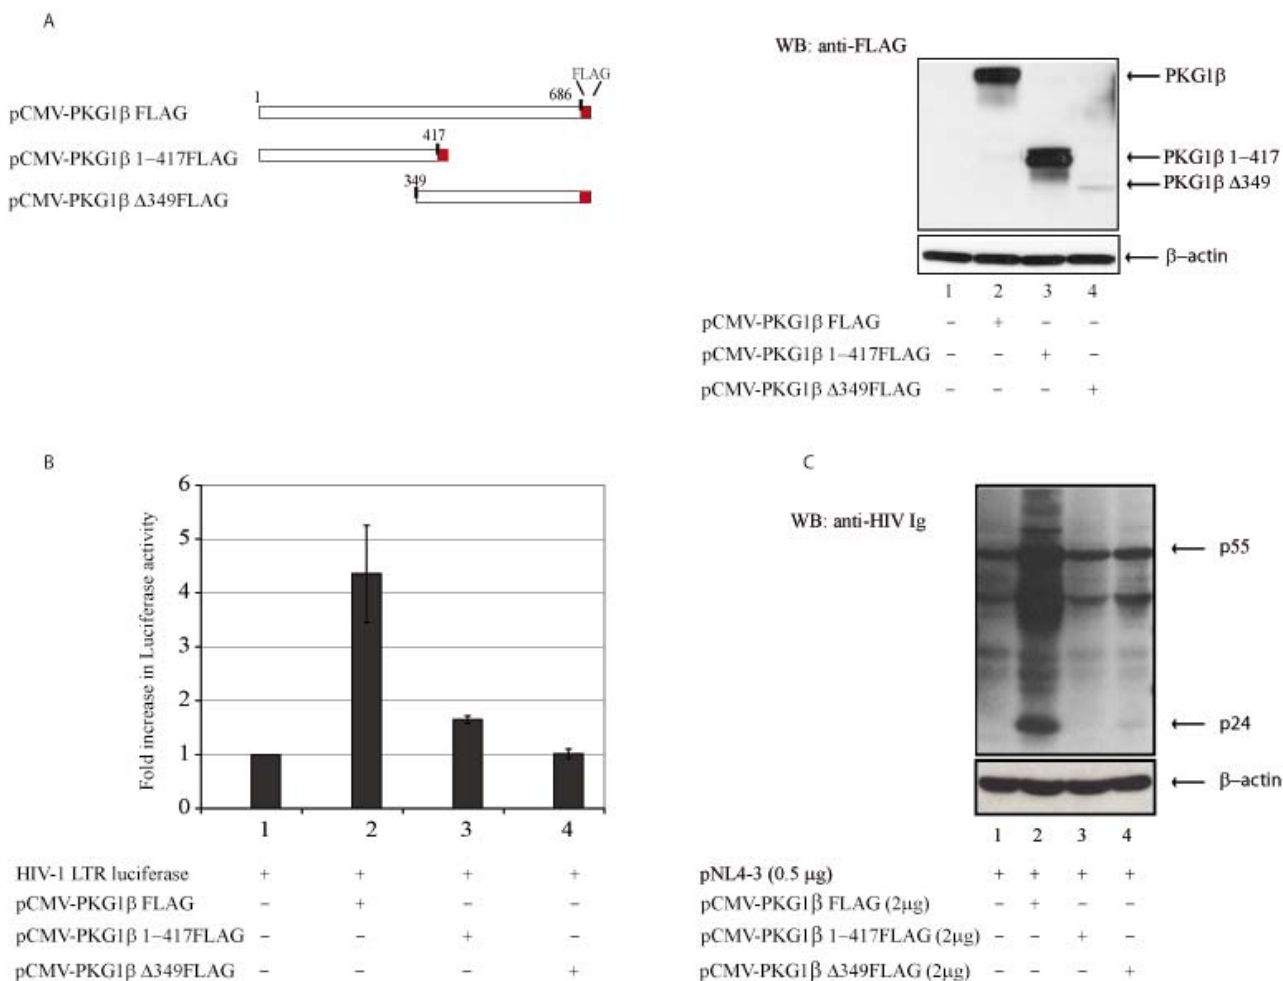 A
FLAG
1
686
pCMV-PKG1β FLAG
417
pCMV-PKG1β 1–417FLAG
349
pCMV-PKG1β Δ349FLAG
WB: anti-FLAG
PKG1β
PKG1β 1–417
PKG1β Δ349
β–actin
1 2 3 4
pCMV-PKG1β FLAG – + – –
pCMV-PKG1β 1–417FLAG – – + –
pCMV-PKG1β Δ349FLAG – – – +
B
Fold increase in Luciferase activity
6
5
4
3
2
1
0
1 2 3 4
HIV-1 LTR luciferase + + + +
pCMV-PKG1β FLAG – + – –
pCMV-PKG1β 1–417FLAG – – + –
pCMV-PKG1β Δ349FLAG – – – +
C
WB: anti-HIV Ig
p55
p24
β–actin
1 2 3 4
pNL4-3 (0.5 μg) + + + +
pCMV-PKG1β FLAG (2μg) – + – –
pCMV-PKG1β 1–417FLAG (2μg) – – + –
pCMV-PKG1β Δ349FLAG (2μg) – – – +